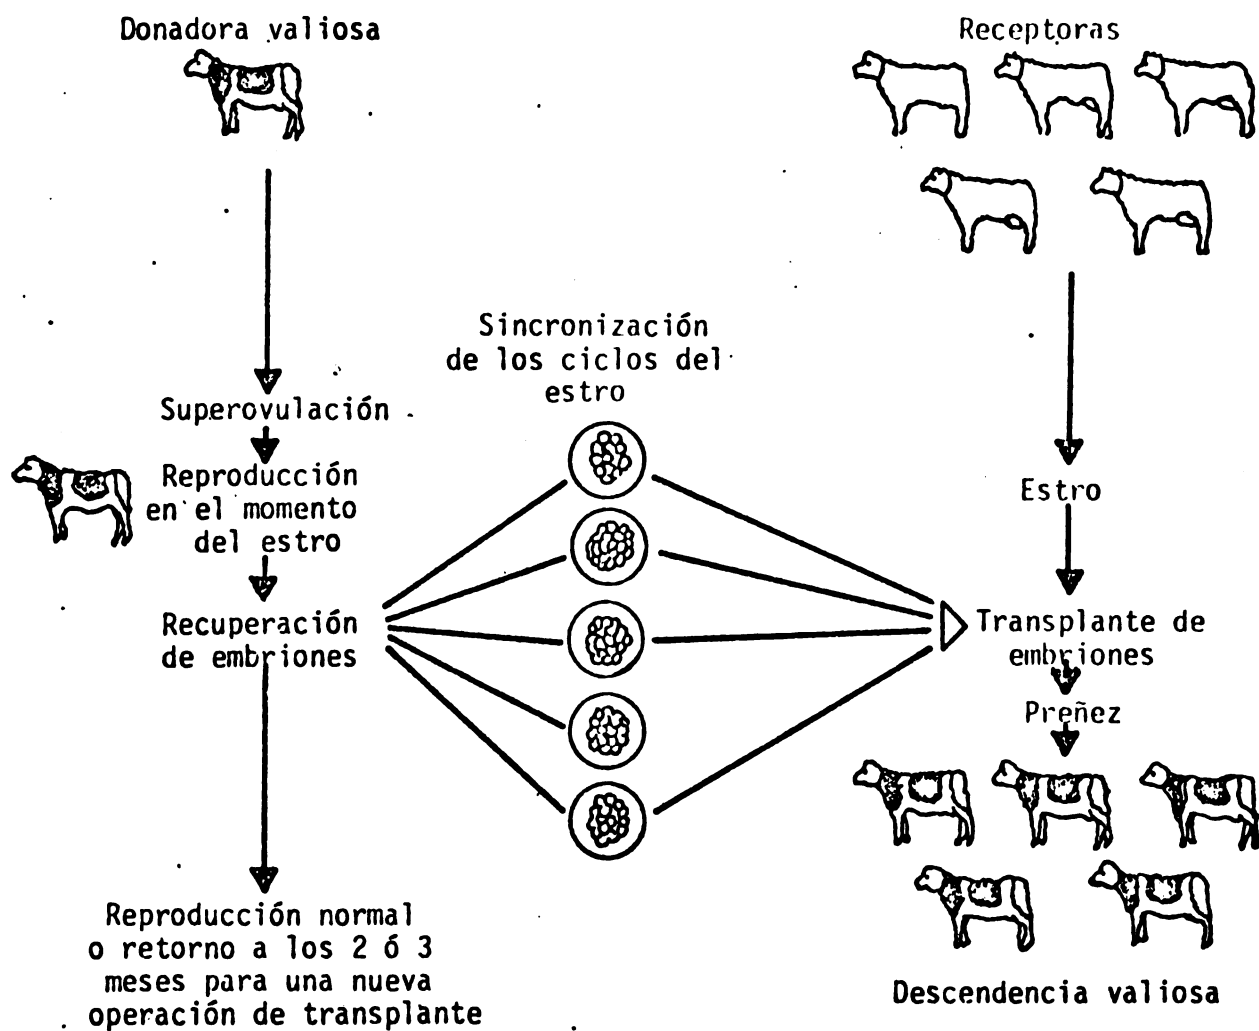 Donadora valiosa
Superovulación
Reproducción
en el momento
del estro
Recuperación
de embriones
Reproducción normal
o retorno a los 2 ó 3
meses para una nueva
operación de transplante
Sincronización
de los ciclos del
estro
Receptoras
Estro
Transplante de
embriones
Preñez
Descendencia valiosa